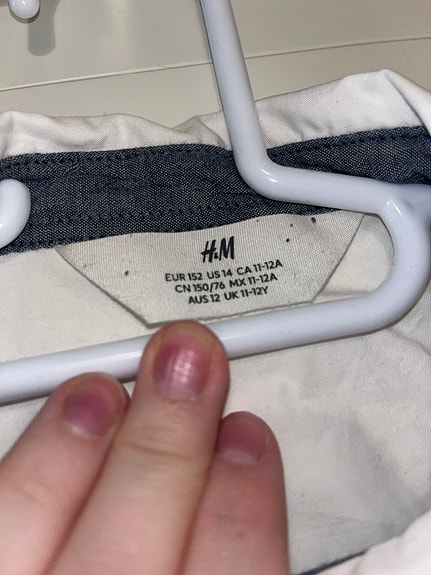 H&M
EUR 152 US 14 CA 11-12A
CN 150/76 MX 11-12A
AUS 12 UK 11-12Y